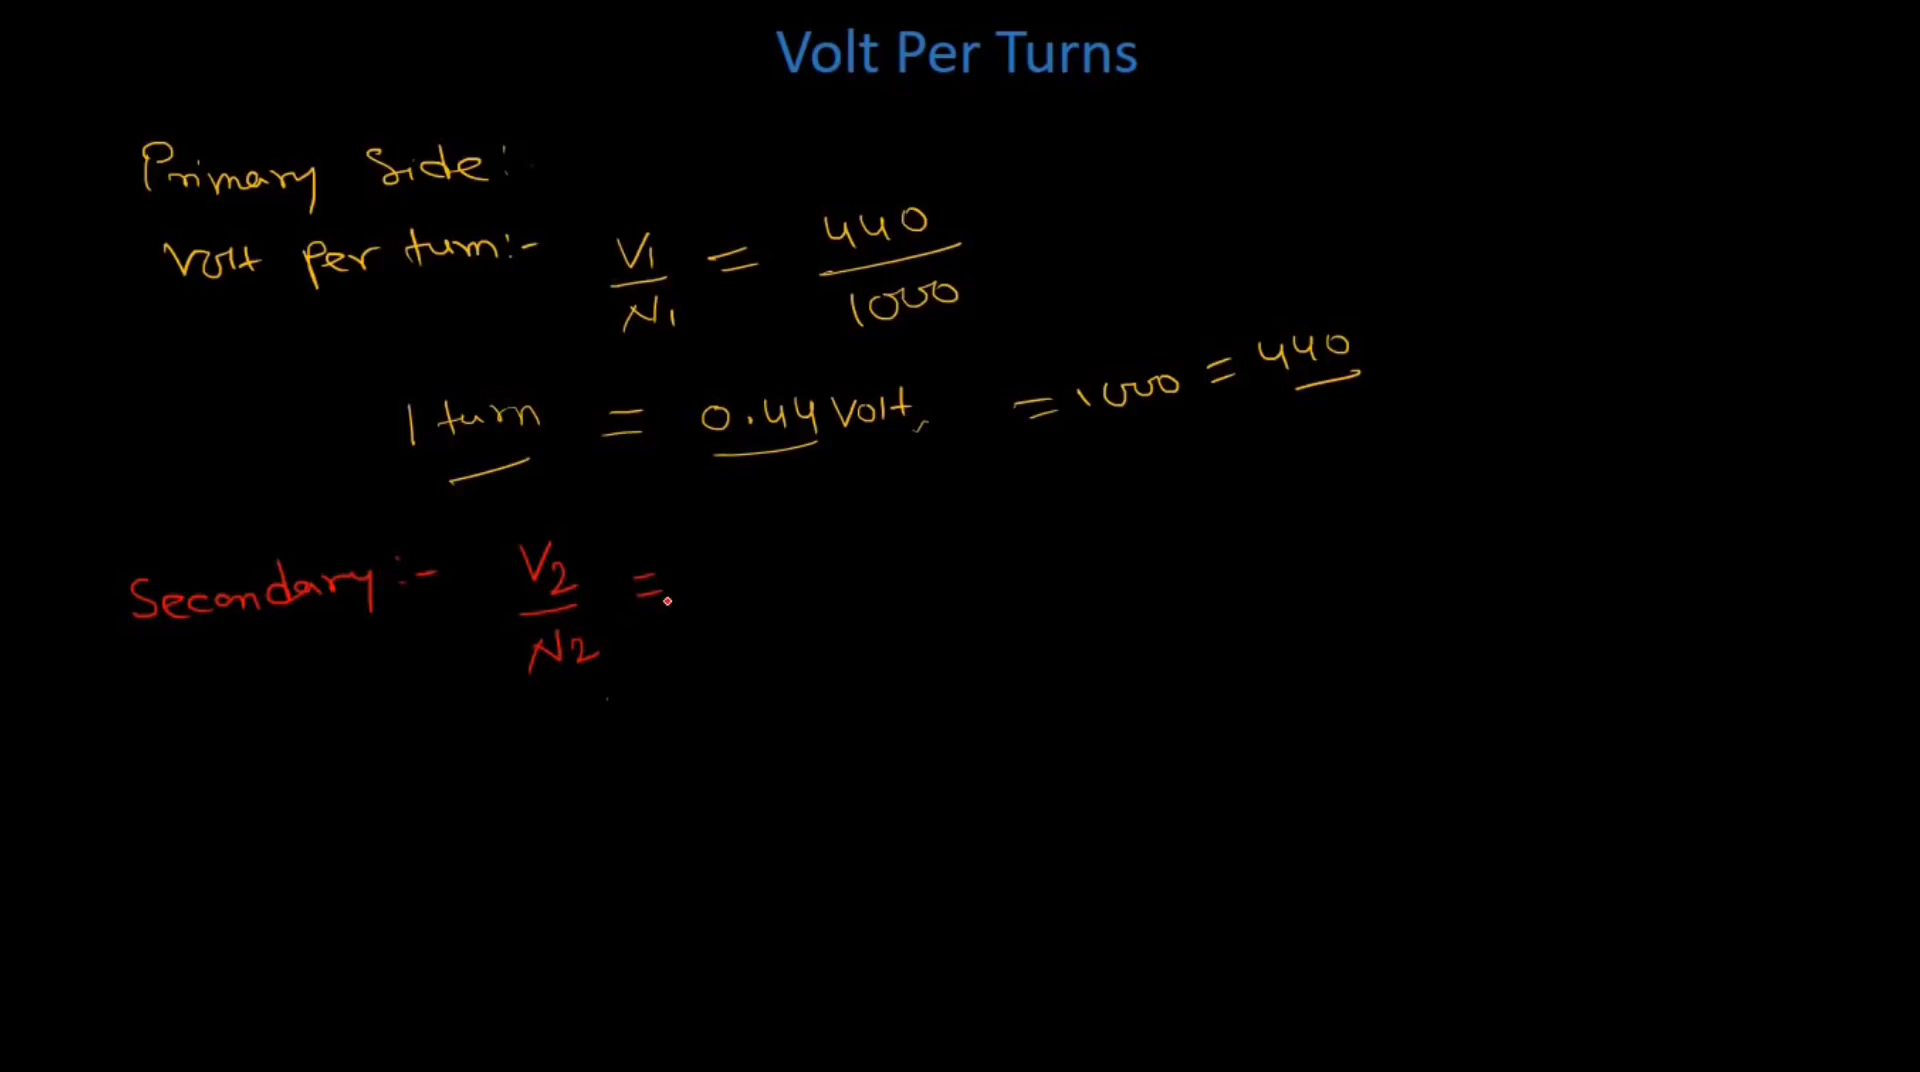 Volt Per Turns
Primary Side:
Volt per turn:- V1/N1 = 440/1000
1 turn = 0.44 Volt, = 1000 = 440
Secondary:- V2/N2 =